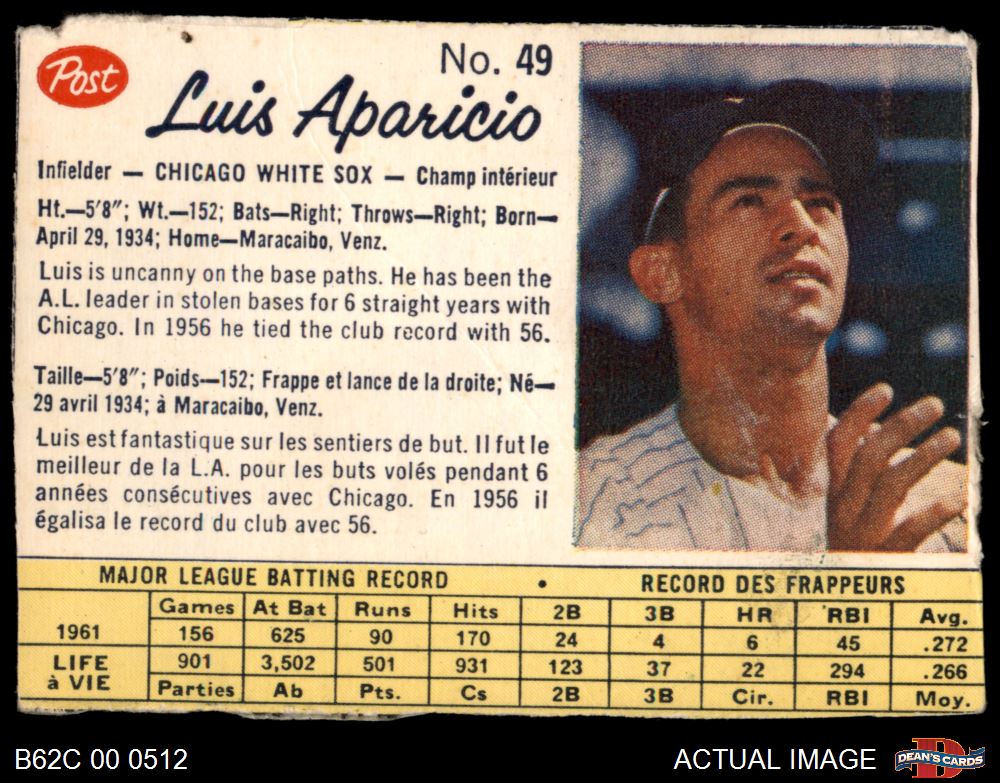 Post
No. 49
Luis Aparicio
Infielder — CHICAGO WHITE SOX — Champ intérieur
Ht.—5'8"; Wt.—152; Bats—Right; Throws—Right; Born—
April 29, 1934; Home—Maracaibo, Venz.
Luis is uncanny on the base paths. He has been the
A.L. leader in stolen bases for 6 straight years with
Chicago. In 1956 he tied the club record with 56.
Taille—5'8"; Poids—152; Frappe et lance de la droite; Né—
29 avril 1934; à Maracaibo, Venz.
Luis est fantastique sur les sentiers de but. Il fut le
meilleur de la L.A. pour les buts volés pendant 6
années consécutives avec Chicago. En 1956 il
égalisa le record du club avec 56.
MAJOR LEAGUE BATTING RECORD • RECORD DES FRAPPEURS
Games At Bat Runs Hits 2B 3B HR RBI Avg.
1961 156 625 90 170 24 4 6 45 .272
LIFE à VIE 901 3,502 501 931 123 37 22 294 .266
Parties Ab Pts. Cs 2B 3B Cir. RBI Moy.
B62C 00 0512
ACTUAL IMAGE
D
DEAN'S CARDS